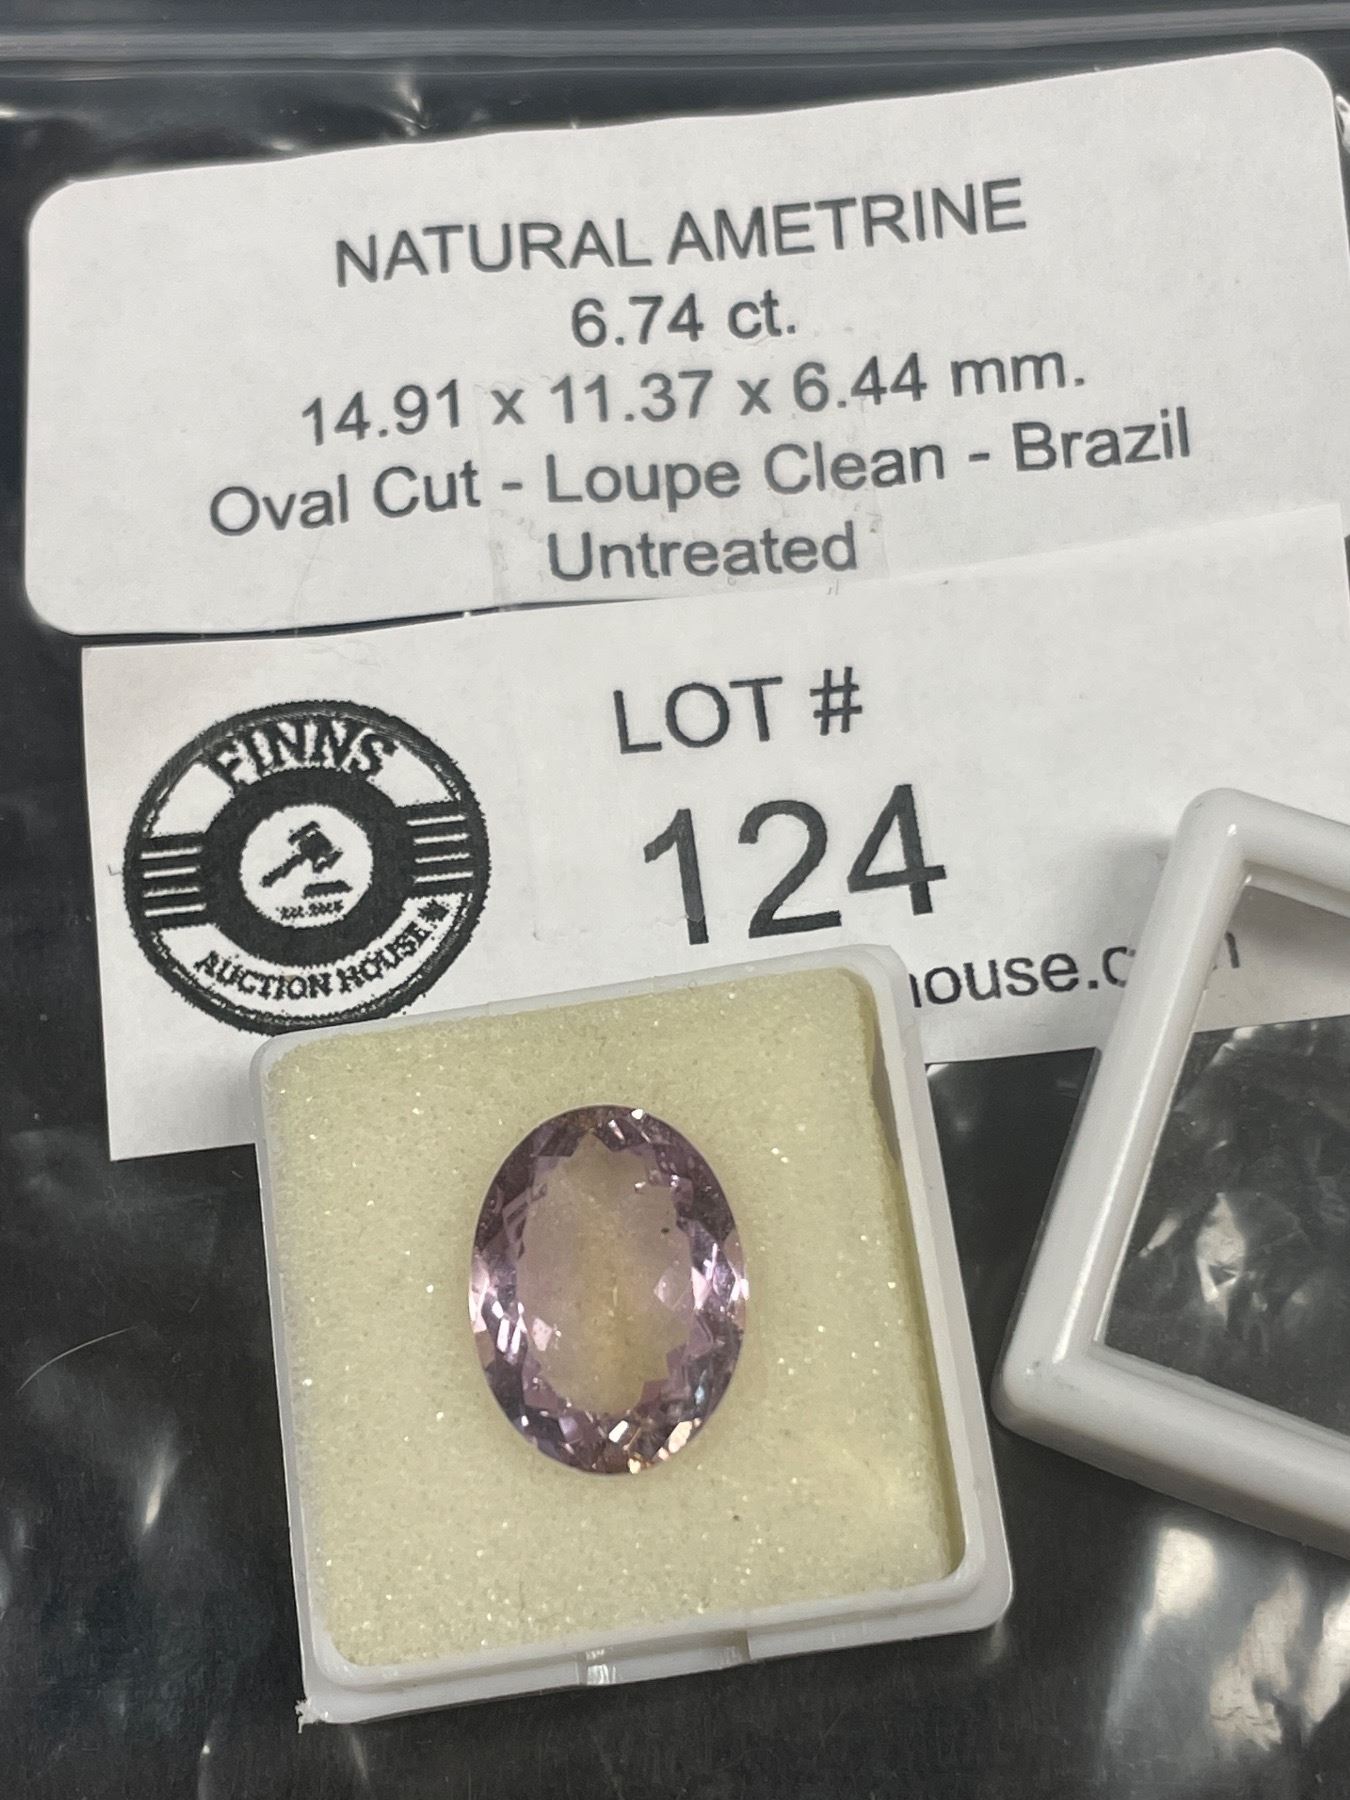 NATURAL AMETRINE
6.74 ct.
14.91 x 11.37 x 6.44 mm.
Oval Cut - Loupe Clean - Brazil
Untreated
FINNS
AUCTION HOUSE
LOT #
124